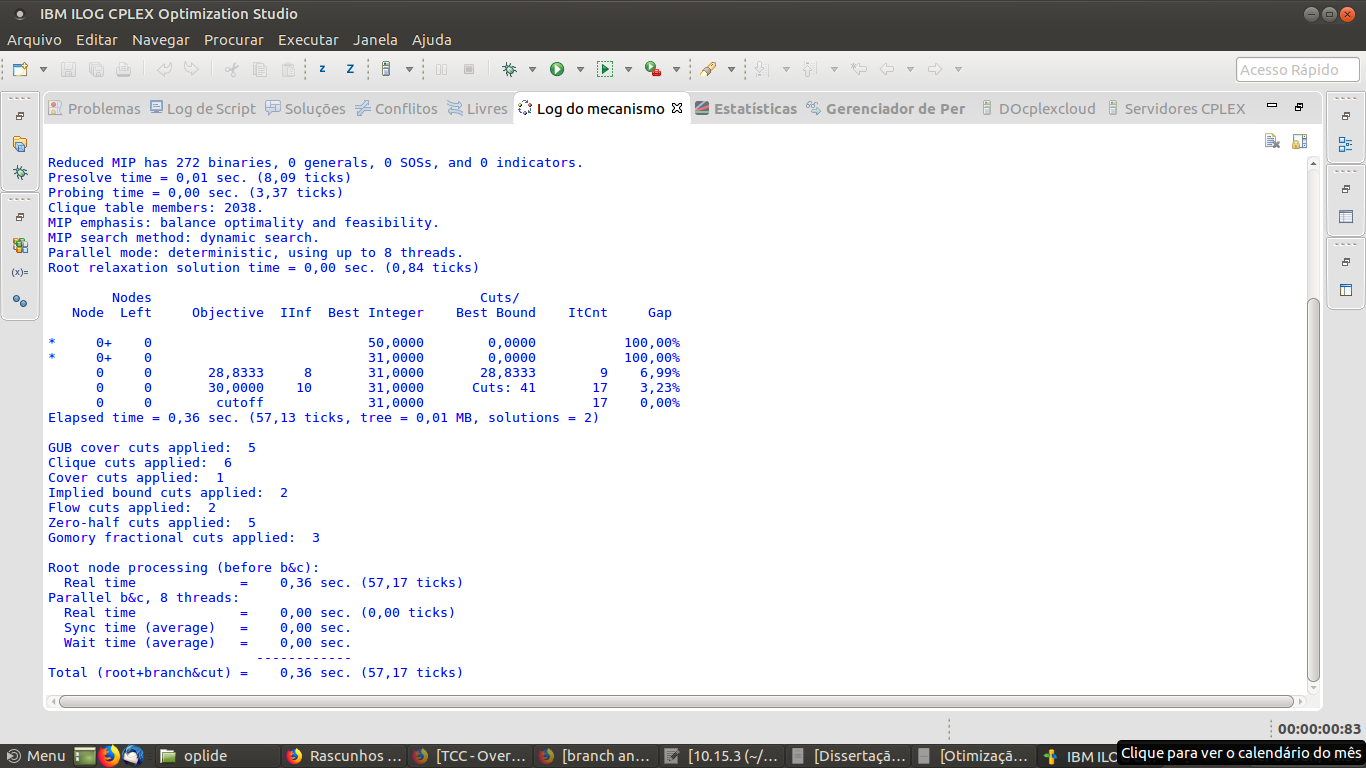 IBM ILOG CPLEX Optimization Studio
Arquivo Editar Navegar Procurar Executar Janela Ajuda
z Z Acesso Rápido
Problemas Log de Script Soluções Conflitos Livres Log do mecanismo Estatísticas Gerenciador de Per DOcplexcloud Servidores CPLEX
Reduced MIP has 272 binaries, 0 generals, 0 SOSs, and 0 indicators.
Presolve time = 0,01 sec. (8,09 ticks)
Probing time = 0,00 sec. (3,37 ticks)
Clique table members: 2038.
MIP emphasis: balance optimality and feasibility.
MIP search method: dynamic search.
Parallel mode: deterministic, using up to 8 threads.
Root relaxation solution time = 0,00 sec. (0,84 ticks)
Nodes Cuts/
Node Left Objective IInf Best Integer Best Bound ItCnt Gap
* 0+ 0 50,0000 0,0000 100,00%
* 0+ 0 31,0000 0,0000 100,00%
0 0 28,8333 8 31,0000 28,8333 9 6,99%
0 0 30,0000 10 31,0000 Cuts: 41 17 3,23%
0 0 cutoff 31,0000 17 0,00%
Elapsed time = 0,36 sec. (57,13 ticks, tree = 0,01 MB, solutions = 2)
GUB cover cuts applied: 5
Clique cuts applied: 6
Cover cuts applied: 1
Implied bound cuts applied: 2
Flow cuts applied: 2
Zero-half cuts applied: 5
Gomory fractional cuts applied: 3
Root node processing (before b&c):
Real time = 0,36 sec. (57,17 ticks)
Parallel b&c, 8 threads:
Real time = 0,00 sec. (0,00 ticks)
Sync time (average) = 0,00 sec.
Wait time (average) = 0,00 sec.
------------
Total (root+branch&cut) = 0,36 sec. (57,17 ticks)
(x)=
00:00:00:83
Menu oplide Rascunhos ... [TCC - Over... [branch an... [10.15.3 (~/... [Dissertaçã... [Otimizaçã... IBM ILO
Clique para ver o calendário do mês